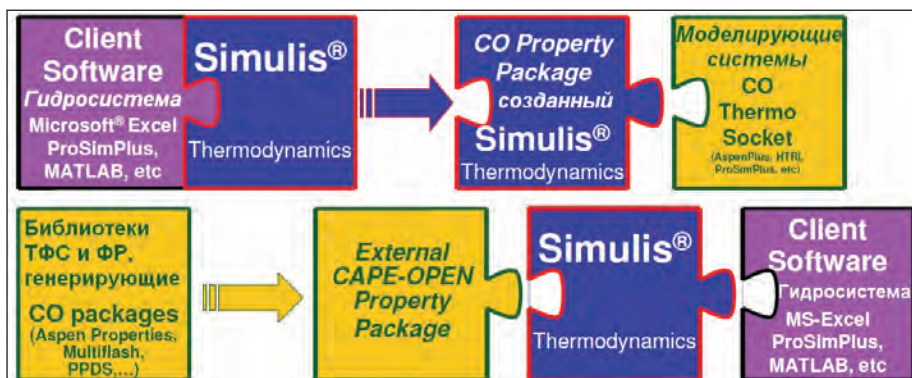 Client
Software
Гидросистема
Microsoft® Excel
ProSimPlus,
MATLAB, etc
Simulis®
Thermodynamics
CO Property
Package
созданный
Simulis®
Thermodynamics
Моделирующие
системы
CO
Thermo
Socket
(AspenPlus, HTRI,
ProSimPlus, etc)
Библиотеки
ТФС и ФР,
генерирующие
CO packages
(Aspen Properties,
Multiflash,
PPDS,...)
External
CAPE-OPEN
Property
Package
Simulis®
Thermodynamics
Client
Software
Гидросистема
MS-Excel
ProSimPlus,
MATLAB, etc